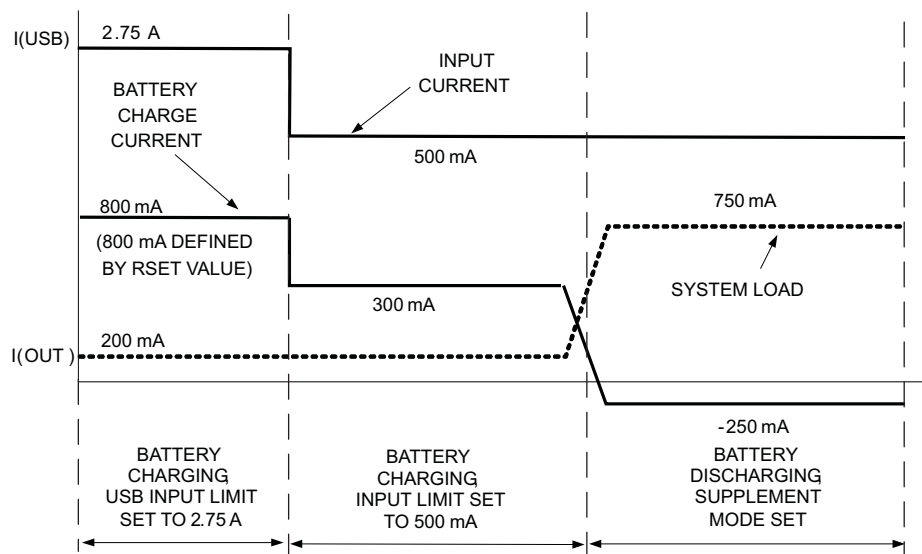 I(USB)
2.75 A
INPUT
CURRENT
BATTERY
CHARGE
CURRENT
500 mA
800 mA
(800 mA DEFINED
BY RSET VALUE)
750 mA
SYSTEM LOAD
300 mA
I(OUT)
200 mA
-250 mA
BATTERY
CHARGING,
USB INPUT LIMIT
SET TO 2.75 A
BATTERY
CHARGING,
INPUT LIMIT SET
TO 500 mA
BATTERY
DISCHARGING,
SUPPLEMENT
MODE SET